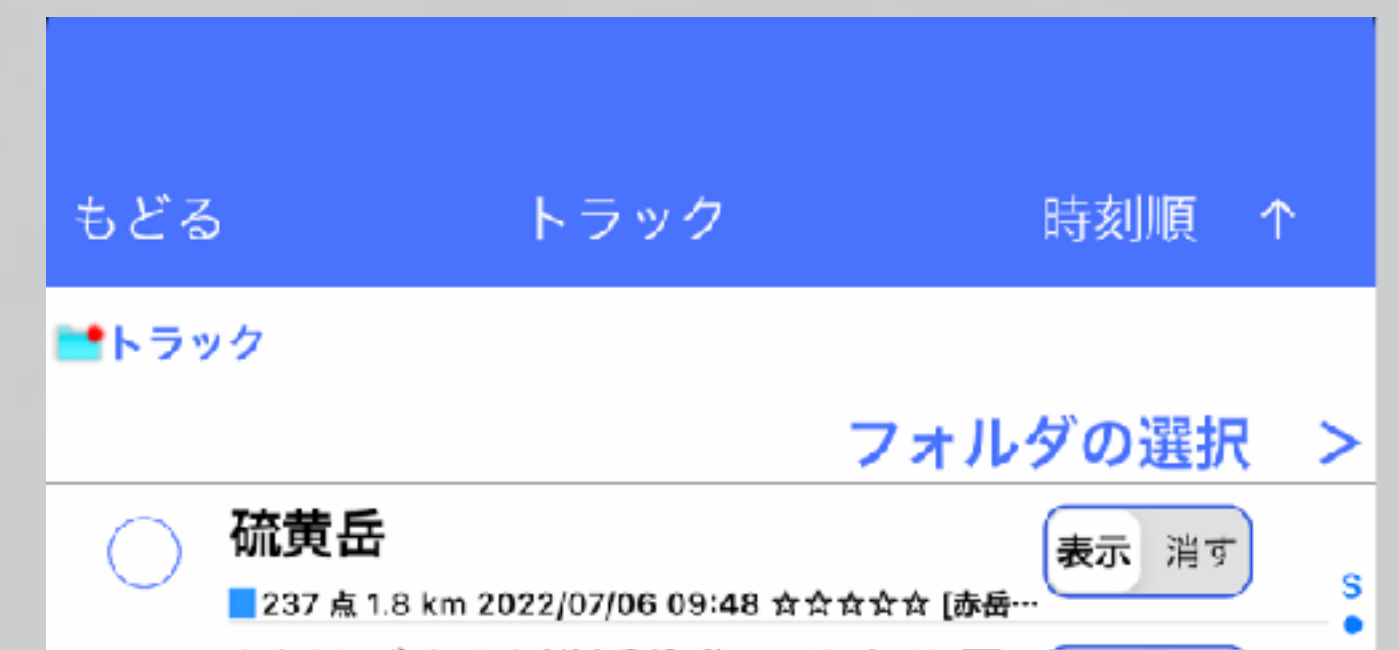 もどる トラック 時刻順 ↑
トラック
フォルダの選択 >
硫黄岳
表示 消す
237 点 1.8 km 2022/07/06 09:48 ☆☆☆☆☆ [赤岳…
S